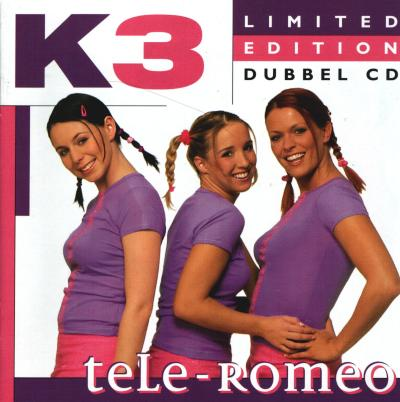 K3
LIMITED
EDITION
DUBBEL CD
teLe-Romeo